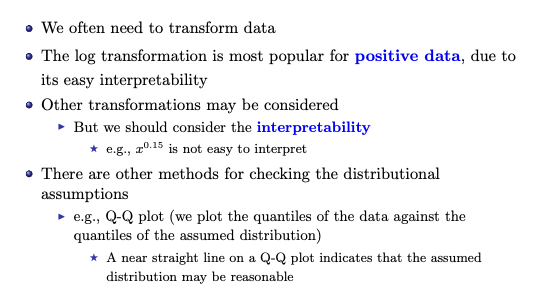 We often need to transform data
The log transformation is most popular for positive data, due to
its easy interpretability
Other transformations may be considered
But we should consider the interpretability
e.g., x^0.15 is not easy to interpret
There are other methods for checking the distributional
assumptions
e.g., Q-Q plot (we plot the quantiles of the data against the
quantiles of the assumed distribution)
A near straight line on a Q-Q plot indicates that the assumed
distribution may be reasonable